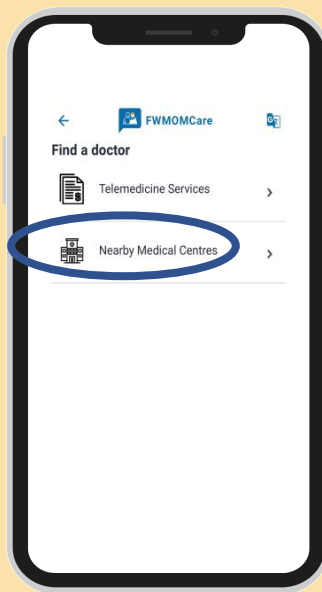 FWMOMCare
Find a doctor
Telemedicine Services
Nearby Medical Centres